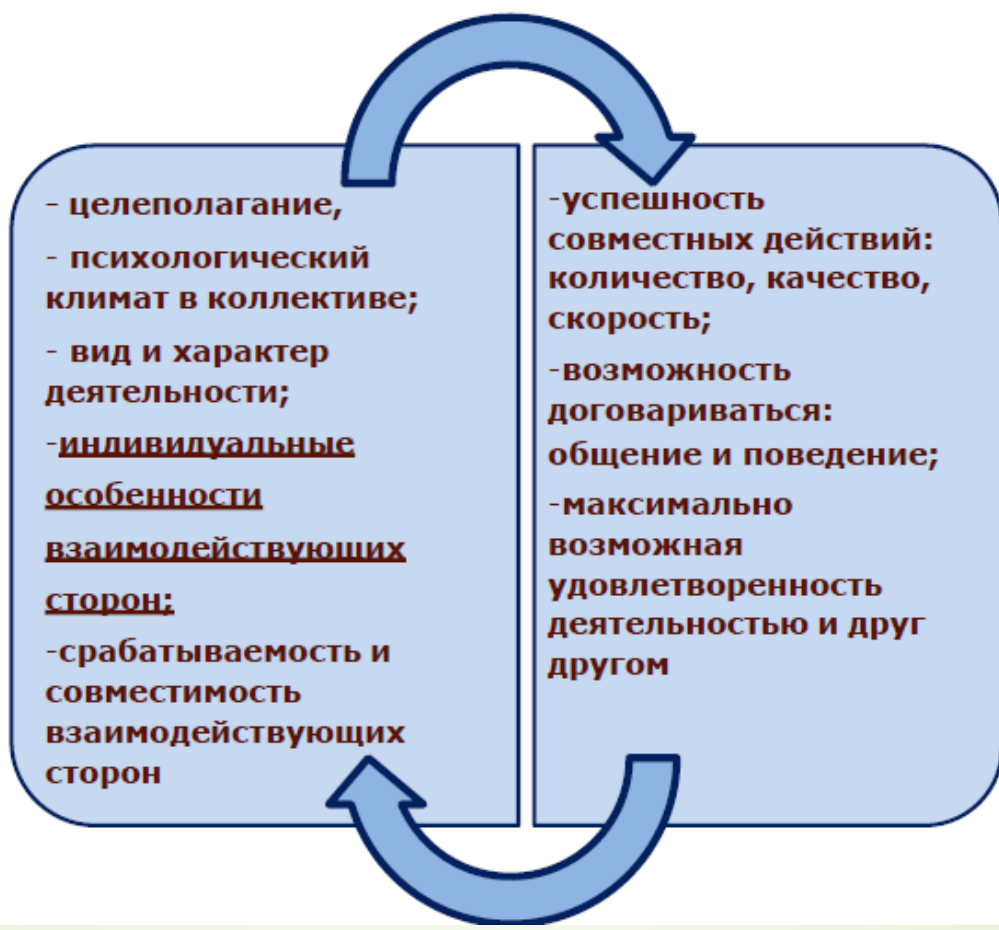 - целеполагание,
- психологический
климат в коллективе;
- вид и характер
деятельности;
-индивидуальные
особенности
взаимодействующих
сторон;
-срабатываемость и
совместимость
взаимодействующих
сторон
-успешность
совместных действий:
количество, качество,
скорость;
-возможность
договариваться:
общение и поведение;
-максимально
возможная
удовлетворенность
деятельностью и друг
другом